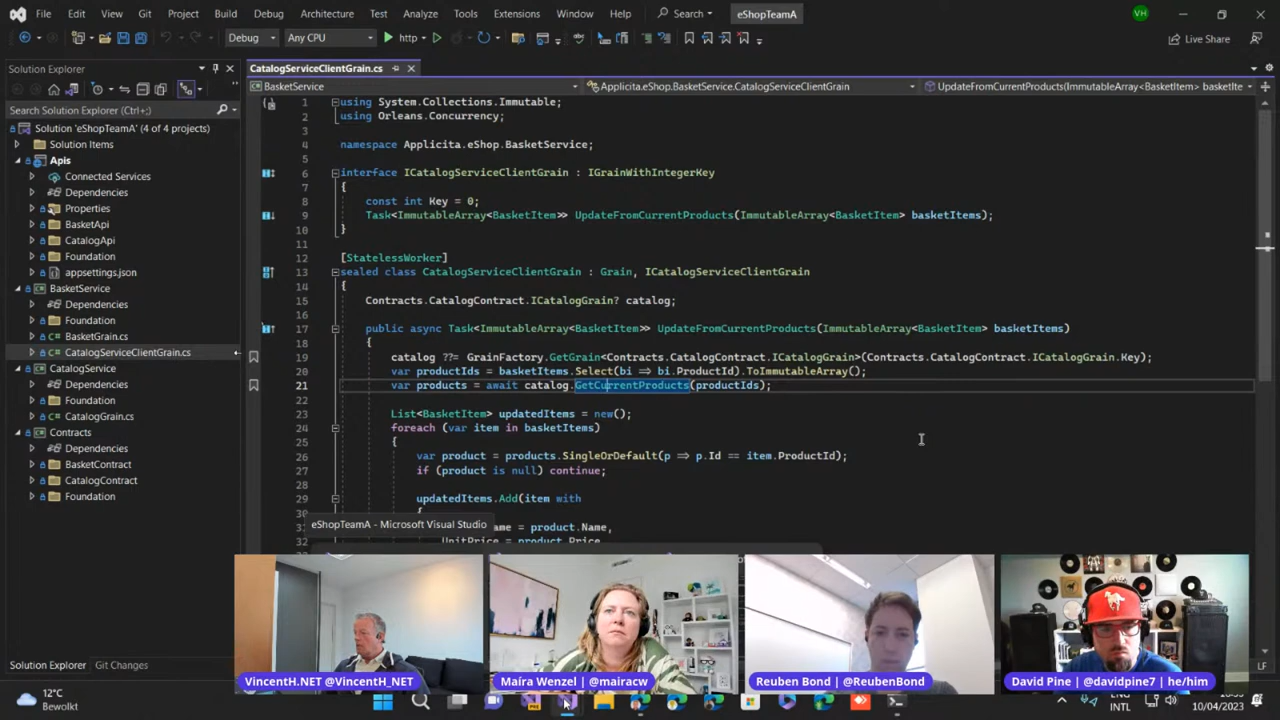 File Edit View Git Project Build Debug Architecture Test Analyze Tools Extensions Window Help Search eShopTeamA VH
Debug Any CPU http Live Share
Solution Explorer
CatalogServiceClientGrain.cs
BasketService Applicita.eShop.BasketService.CatalogServiceClientGrain UpdateFromCurrentProducts(ImmutableArray<BasketItem> basketIte
Search Solution Explorer (Ctrl+;)
Solution 'eShopTeamA' (4 of 4 projects)
Solution Items
Apis
Connected Services
Dependencies
Properties
BasketApi
CatalogApi
Foundation
appsettings.json
BasketService
Dependencies
Foundation
BasketGrain.cs
CatalogServiceClientGrain.cs
CatalogService
Dependencies
Foundation
CatalogGrain.cs
Contracts
Dependencies
BasketContract
CatalogContract
Foundation
1 using System.Collections.Immutable;
2 using Orleans.Concurrency;
3
4 namespace Applicita.eShop.BasketService;
5
6 interface ICatalogServiceClientGrain : IGrainWithIntegerKey
7 {
8 const int Key = 0;
9 Task<ImmutableArray<BasketItem>> UpdateFromCurrentProducts(ImmutableArray<BasketItem> basketItems);
10 }
11
12 [StatelessWorker]
13 sealed class CatalogServiceClientGrain : Grain, ICatalogServiceClientGrain
14 {
15 Contracts.CatalogContract.ICatalogGrain? catalog;
16
17 public async Task<ImmutableArray<BasketItem>> UpdateFromCurrentProducts(ImmutableArray<BasketItem> basketItems)
18 {
19 catalog ??= GrainFactory.GetGrain<Contracts.CatalogContract.ICatalogGrain>(Contracts.CatalogContract.ICatalogGrain.Key);
20 var productIds = basketItems.Select(bi => bi.ProductId).ToImmutableArray();
21 var products = await catalog.GetCurrentProducts(productIds);
22
23 List<BasketItem> updatedItems = new();
24 foreach (var item in basketItems)
25 {
26 var product = products.SingleOrDefault(p => p.Id == item.ProductId);
27 if (product is null) continue;
28
29 updatedItems.Add(item with
30 {
eShopTeamA - Microsoft Visual Studio
31 = product.Name,
32 UnitPrice = product.Price,
Solution Explorer Git Changes
LF
VincentH.NET @VincentH_NET
Maíra Wenzel | @mairacw
Reuben Bond | @ReubenBond
David Pine | @davidpine7 | he/him
12°C
Bewolkt
ENG
INTL
10/04/2023